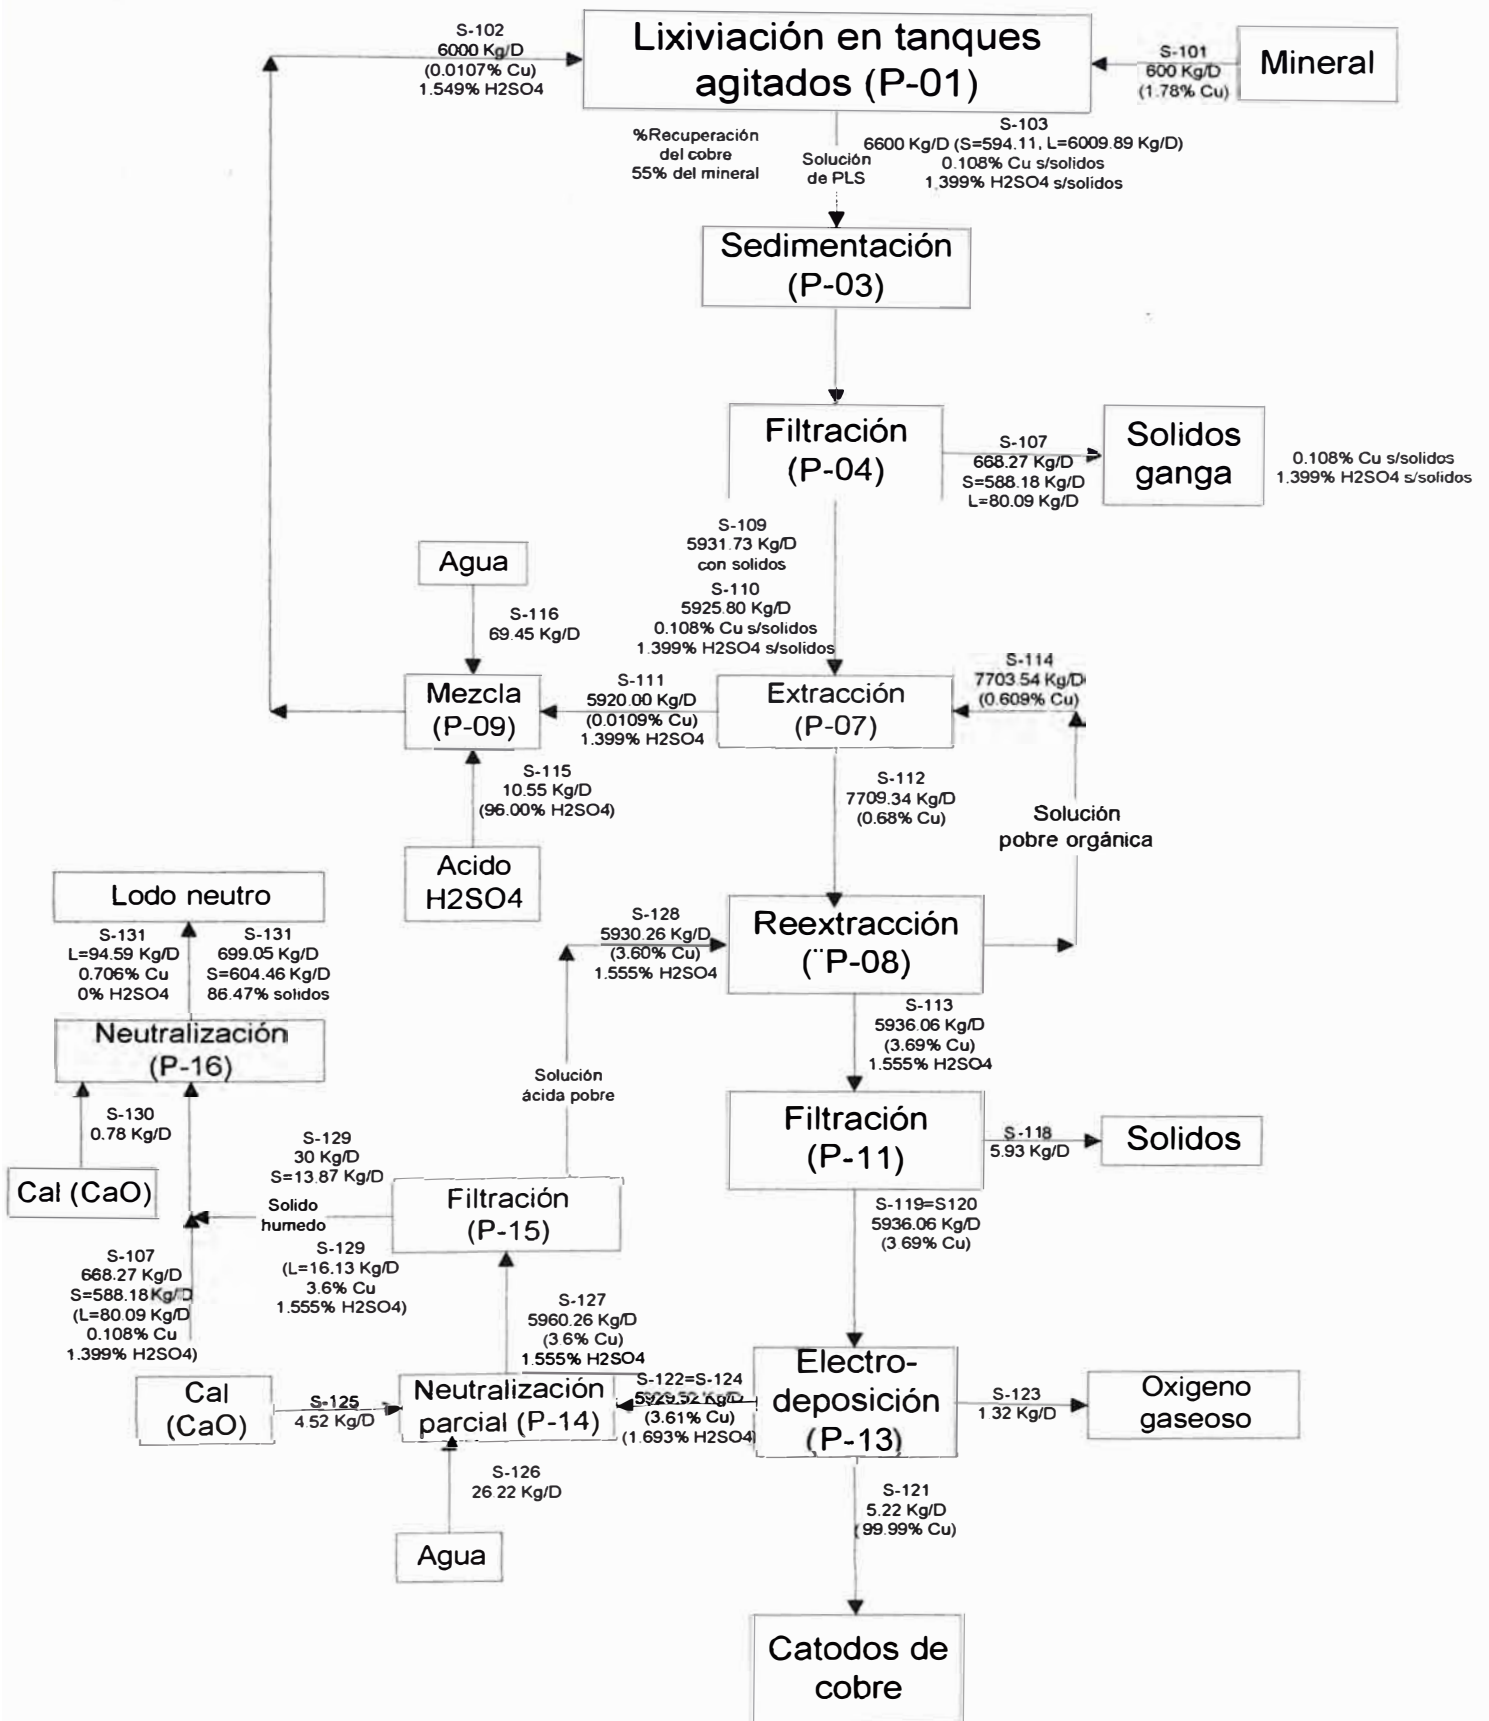 S-102
6000 Kg/D
(0.0107% Cu)
1.549% H2SO4
Lixiviación en tanques
agitados (P-01)
S-101
600 Kg/D
(1.78% Cu)
Mineral
%Recuperación
del cobre
55% del mineral
Solución
de PLS
S-103
6600 Kg/D (S=594.11, L=6009.89 Kg/D)
0.108% Cu s/solidos
1.399% H2SO4 s/solidos
Sedimentación
(P-03)
Filtración
(P-04)
S-107
668.27 Kg/D
S=588.18 Kg/D
L=80.09 Kg/D
Solidos
ganga
0.108% Cu s/solidos
1.399% H2SO4 s/solidos
S-109
5931.73 Kg/D
con solidos
S-110
5925.80 Kg/D
0.108% Cu s/solidos
1.399% H2SO4 s/solidos
Agua
S-116
69.45 Kg/D
Mezcla
(P-09)
S-111
5920.00 Kg/D
(0.0109% Cu)
1.399% H2SO4
Extracción
(P-07)
S-114
7703.54 Kg/D
(0.609% Cu)
S-115
10.55 Kg/D
(96.00% H2SO4)
S-112
7709.34 Kg/D
(0.68% Cu)
Solución
pobre orgánica
Acido
H2SO4
Lodo neutro
S-131
L=94.59 Kg/D
0.706% Cu
0% H2SO4
S-131
699.05 Kg/D
S=604.46 Kg/D
86.47% solidos
S-128
5930.26 Kg/D
(3.60% Cu)
1.555% H2SO4
Reextracción
(¨P-08)
Neutralización
(P-16)
S-113
5936.06 Kg/D
(3.69% Cu)
1.555% H2SO4
Solución
ácida pobre
S-130
0.78 Kg/D
Cal (CaO)
S-129
30 Kg/D
S=13.87 Kg/D
Solido
humedo
Filtración
(P-15)
Filtración
(P-11)
S-118
5.93 Kg/D
Solidos
S-119=S120
5936.06 Kg/D
(3.69% Cu)
S-107
668.27 Kg/D
S=588.18 Kg/D
(L=80.09 Kg/D
0.108% Cu
1.399% H2SO4)
S-129
(L=16.13 Kg/D
3.6% Cu
1.555% H2SO4)
S-127
5960.26 Kg/D
(3.6% Cu)
1.555% H2SO4
Cal
(CaO)
S-125
4.52 Kg/D
Neutralización
parcial (P-14)
S-122=S-124
5929.52 Kg/D
(3.61% Cu)
(1.693% H2SO4)
Electro-
deposición
(P-13)
S-123
1.32 Kg/D
Oxigeno
gaseoso
S-126
26.22 Kg/D
Agua
S-121
5.22 Kg/D
(99.99% Cu)
Catodos de
cobre